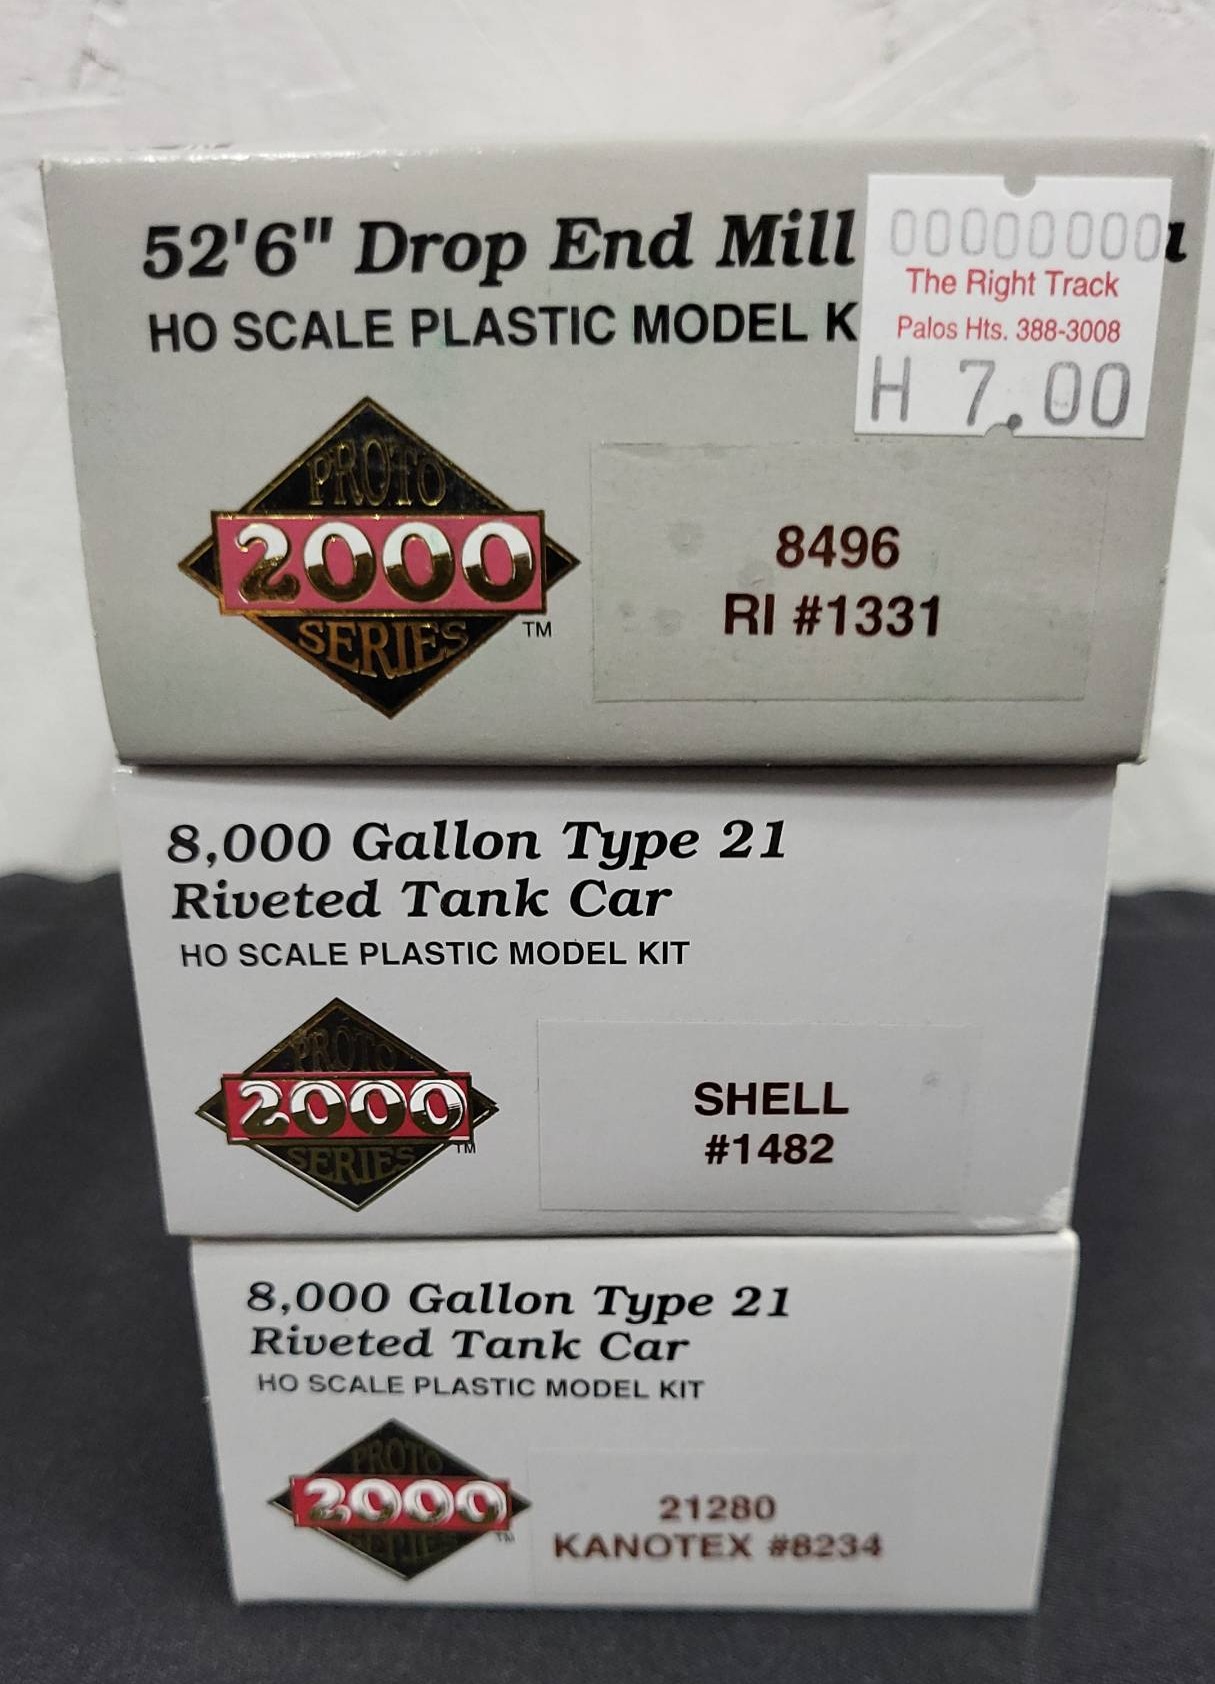 52'6" Drop End Mill
00000000
The Right Track
Palos Hts. 388-3008
H 7.00
HO SCALE PLASTIC MODEL K
PROTO
2000
SERIES
TM
8496
RI #1331
8,000 Gallon Type 21
Riveted Tank Car
HO SCALE PLASTIC MODEL KIT
PROTO
2000
SERIES
TM
SHELL
#1482
8,000 Gallon Type 21
Riveted Tank Car
HO SCALE PLASTIC MODEL KIT
PROTO
2000
SERIES
TM
21280
KANOTEX #8234